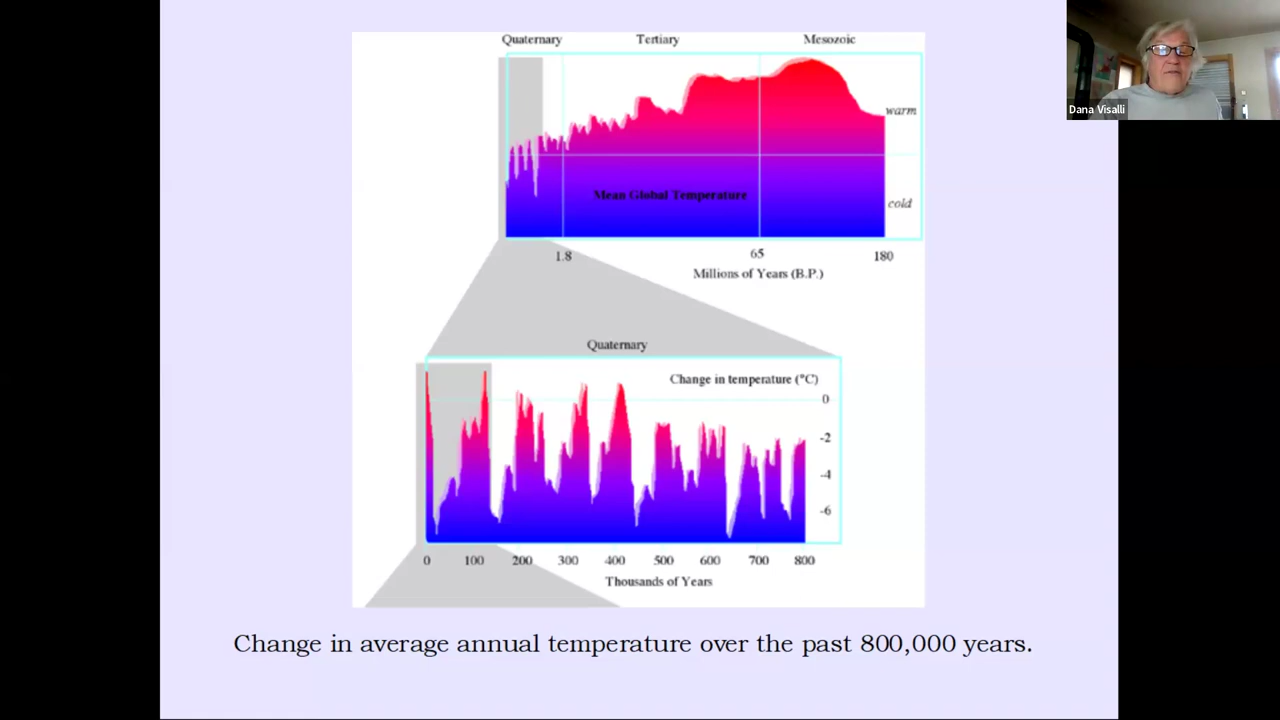 Quaternary Tertiary Mesozoic
warm
Mean Global Temperature
cold
1.8 65 180
Millions of Years (B.P.)
Quaternary
Change in temperature (°C)
0
-2
-4
-6
0 100 200 300 400 500 600 700 800
Thousands of Years
Change in average annual temperature over the past 800,000 years.
Dana Visalli